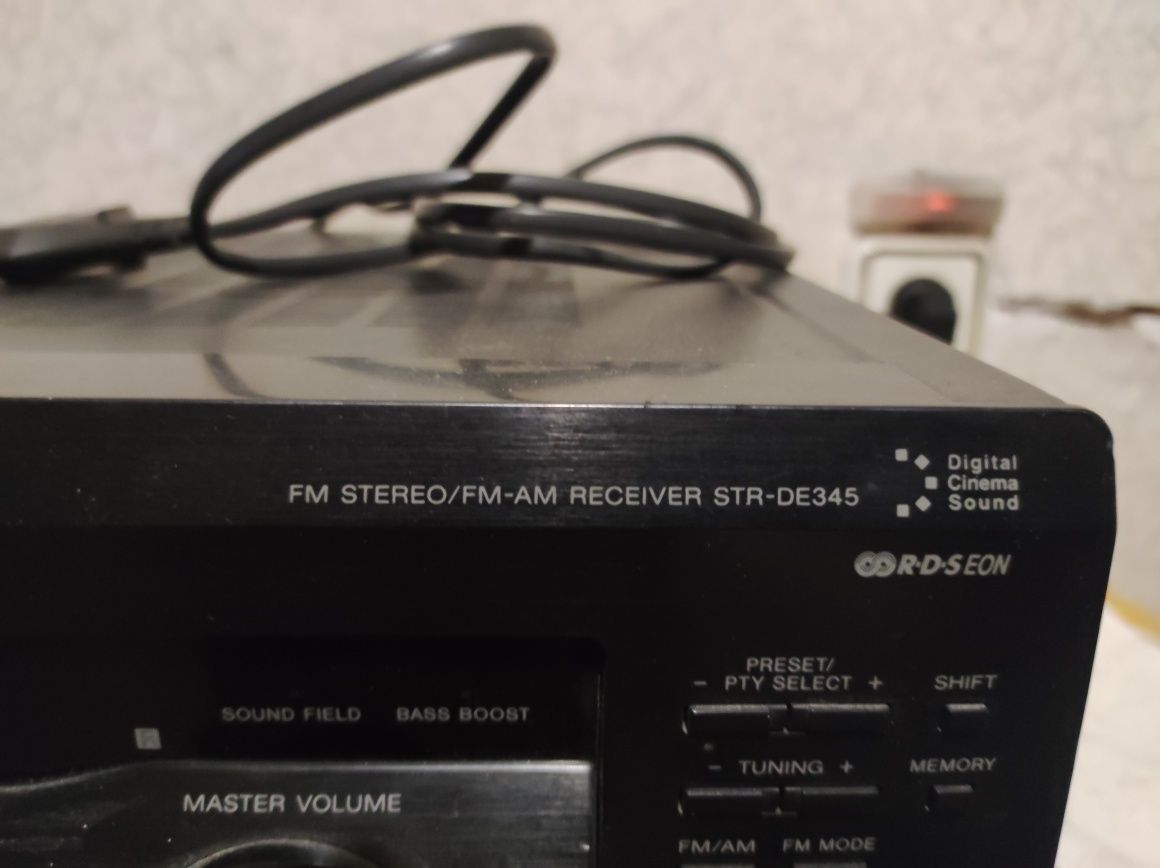 FM STEREO/FM-AM RECEIVER STR-DE345
Digital
Cinema
Sound
R·D·S EON
PRESET/
- PTY SELECT +
SHIFT
SOUND FIELD
BASS BOOST
- TUNING +
MEMORY
MASTER VOLUME
FM/AM
FM MODE